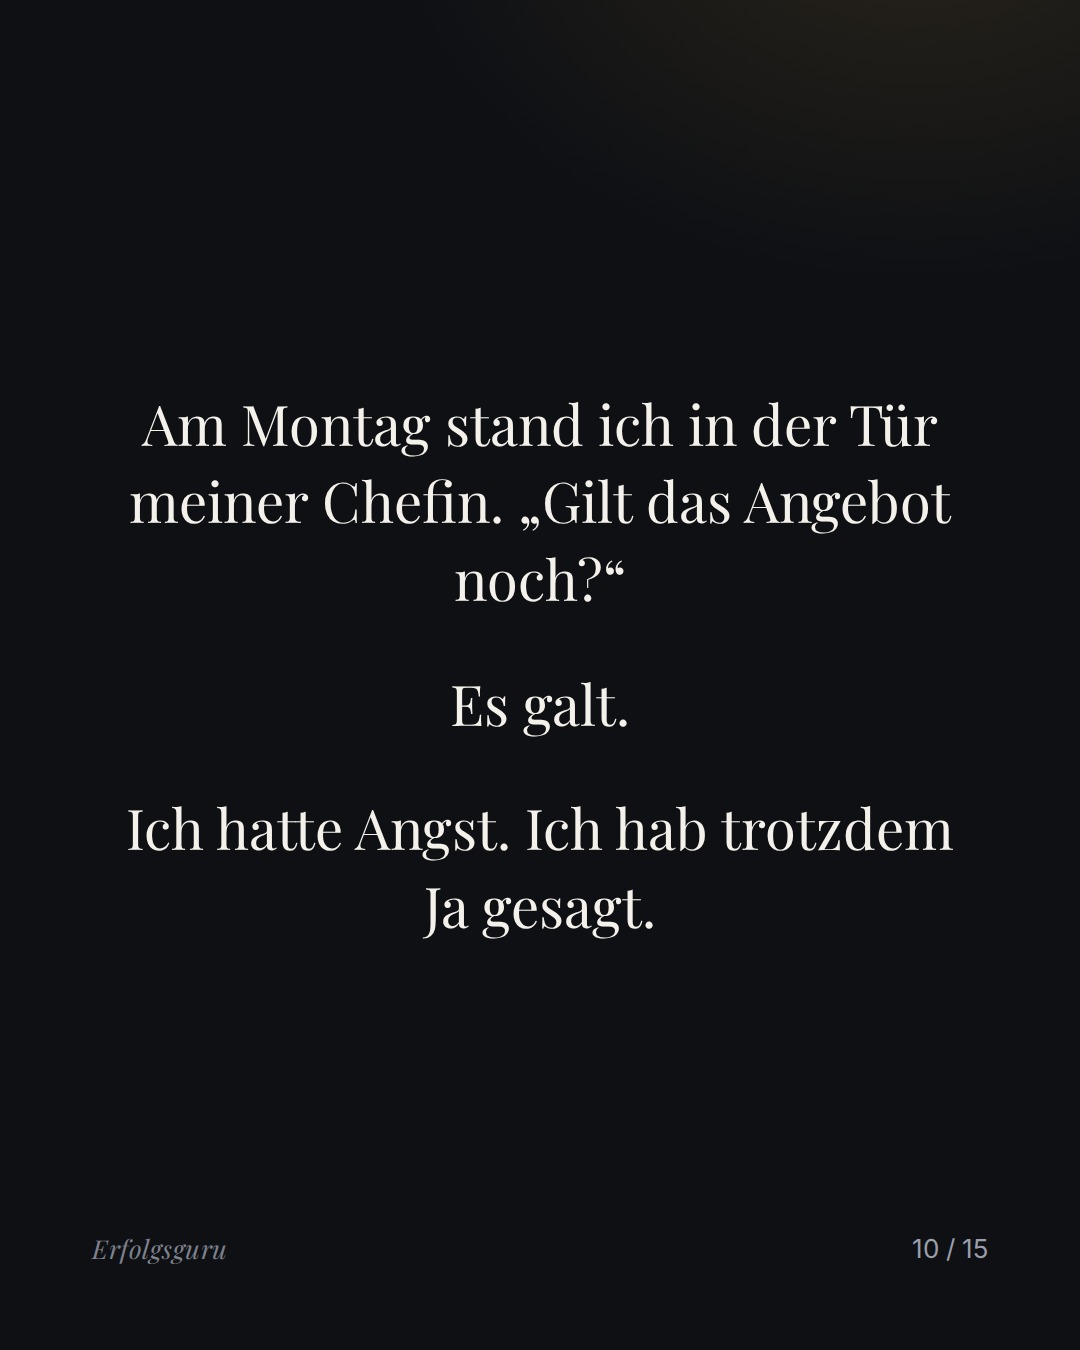 Am Montag stand ich in der Tür
meiner Chefin. „Gilt das Angebot
noch?“
Es galt.
Ich hatte Angst. Ich hab trotzdem
Ja gesagt.
Erfolgsguru
10 / 15